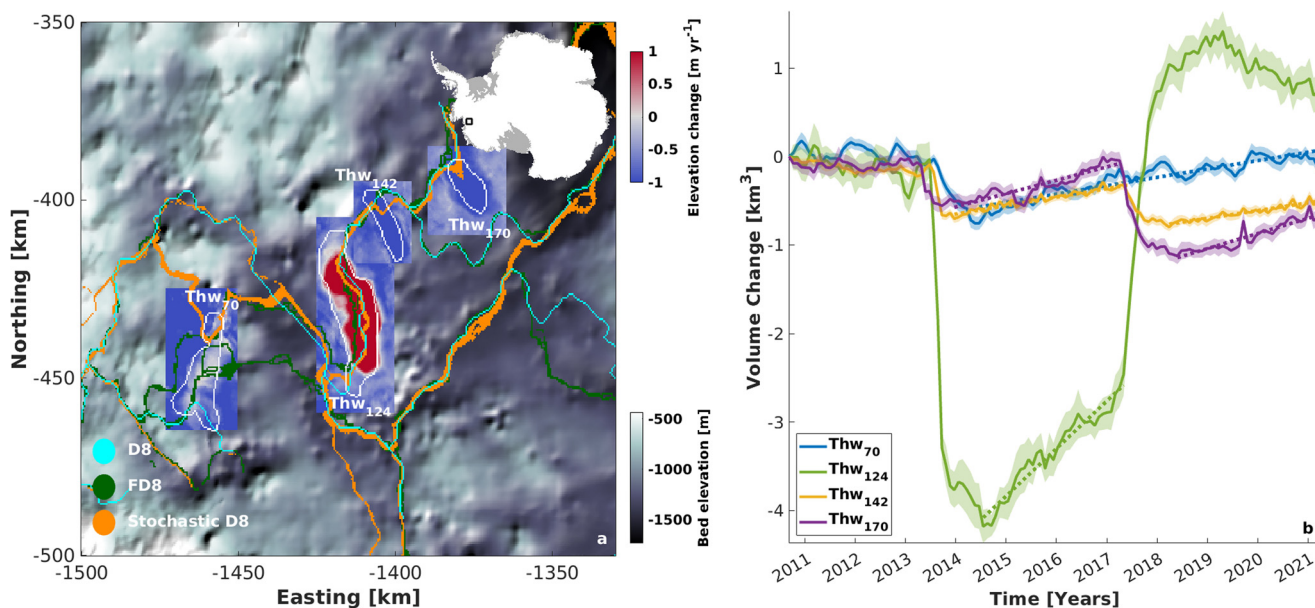 -350
-400
-450
-500
Northing [km]
-1500
-1450
-1400
-1350
Easting [km]
Thw70
Thw124
Thw142
Thw170
D8
FD8
Stochastic D8
a
1
0.5
0
-0.5
-1
Elevation change [m yr-1]
-500
-1000
-1500
Bed elevation [m]
1
0
-1
-2
-3
-4
Volume Change [km3]
Thw70
Thw124
Thw142
Thw170
b
2011
2012
2013
2014
2015
2016
2017
2018
2019
2020
2021
Time [Years]